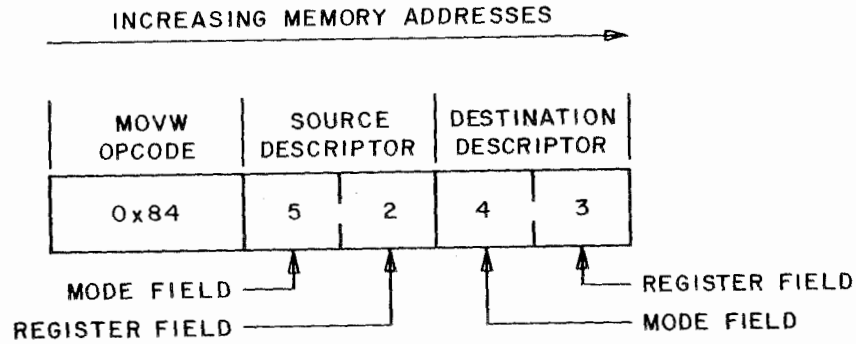 INCREASING MEMORY ADDRESSES
MOVW SOURCE DESTINATION
OPCODE DESCRIPTOR DESCRIPTOR
0x84 5 2 4 3
MODE FIELD REGISTER FIELD
REGISTER FIELD MODE FIELD